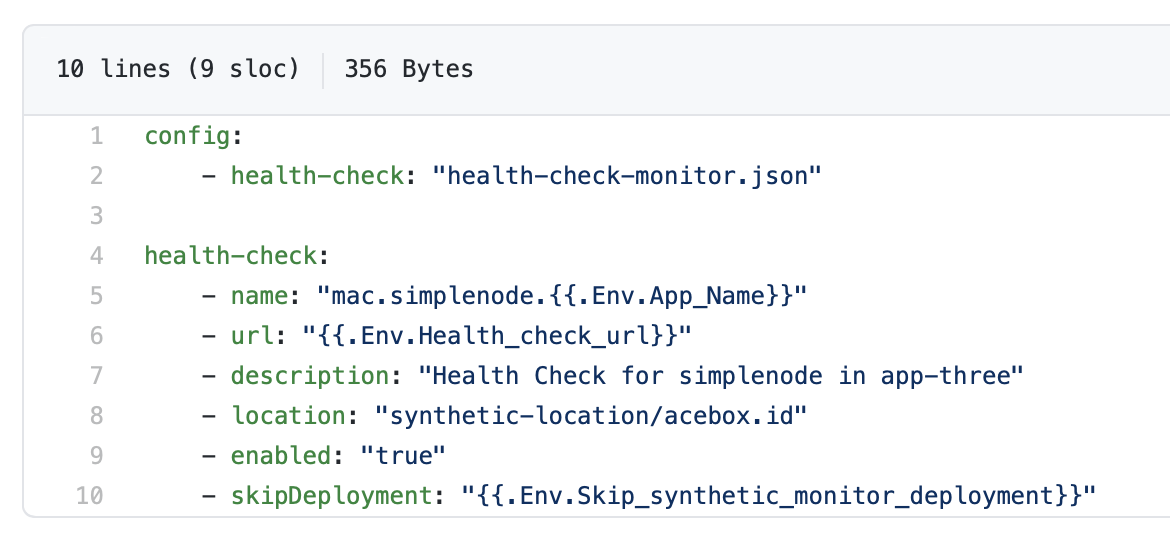 10 lines (9 sloc) 356 Bytes
1 config:
2     - health-check: "health-check-monitor.json"
3
4 health-check:
5     - name: "mac.simplenode.{{.Env.App_Name}}"
6     - url: "{{.Env.Health_check_url}}"
7     - description: "Health Check for simplenode in app-three"
8     - location: "synthetic-location/acebox.id"
9     - enabled: "true"
10     - skipDeployment: "{{.Env.Skip_synthetic_monitor_deployment}}"